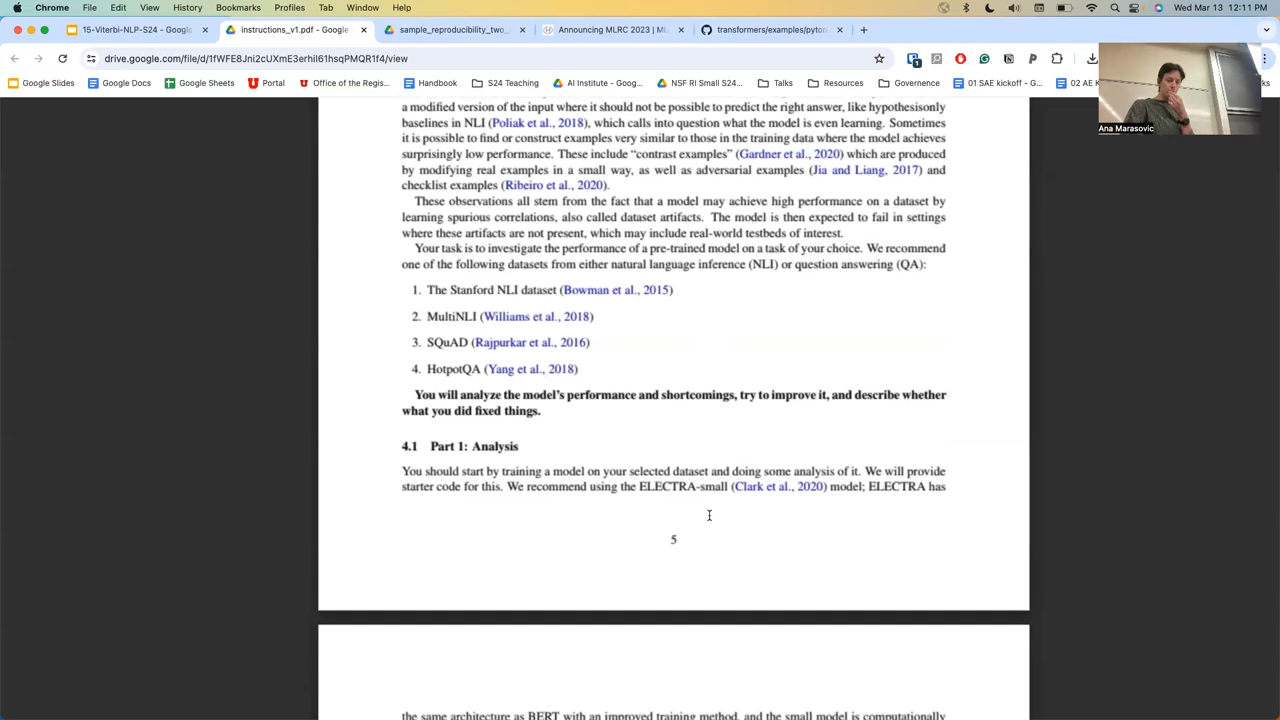 Chrome File Edit View History Bookmarks Profiles Tab Window Help Wed Mar 13 12:11 PM
15-Viterbi-NLP-S24 - Google instructions_v1.pdf - Google sample_reproducibility_two_ Announcing MLRC 2023 | ML transformers/examples/pytor
drive.google.com/file/d/1fWFE8Jni2cUXmE3erhil61hsqPMQR1f4/view
Google Slides Google Docs Google Sheets Portal Office of the Regis... Handbook S24 Teaching AI Institute - Goog... NSF RI Small S24... Talks Resources Governence 01 SAE kickoff - G... 02 AE
Ana Marasovic
a modified version of the input where it should not be possible to predict the right answer, like hypothesisonly
baselines in NLI (Poliak et al., 2018), which calls into question what the model is even learning. Sometimes
it is possible to find or construct examples very similar to those in the training data where the model achieves
surprisingly low performance. These include “contrast examples” (Gardner et al., 2020) which are produced
by modifying real examples in a small way, as well as adversarial examples (Jia and Liang, 2017) and
checklist examples (Ribeiro et al., 2020).
These observations all stem from the fact that a model may achieve high performance on a dataset by
learning spurious correlations, also called dataset artifacts. The model is then expected to fail in settings
where these artifacts are not present, which may include real-world testbeds of interest.
Your task is to investigate the performance of a pre-trained model on a task of your choice. We recommend
one of the following datasets from either natural language inference (NLI) or question answering (QA):
1. The Stanford NLI dataset (Bowman et al., 2015)
2. MultiNLI (Williams et al., 2018)
3. SQuAD (Rajpurkar et al., 2016)
4. HotpotQA (Yang et al., 2018)
You will analyze the model’s performance and shortcomings, try to improve it, and describe whether
what you did fixed things.
4.1 Part 1: Analysis
You should start by training a model on your selected dataset and doing some analysis of it. We will provide
starter code for this. We recommend using the ELECTRA-small (Clark et al., 2020) model; ELECTRA has
5
the same architecture as BERT with an improved training method, and the small model is computationally